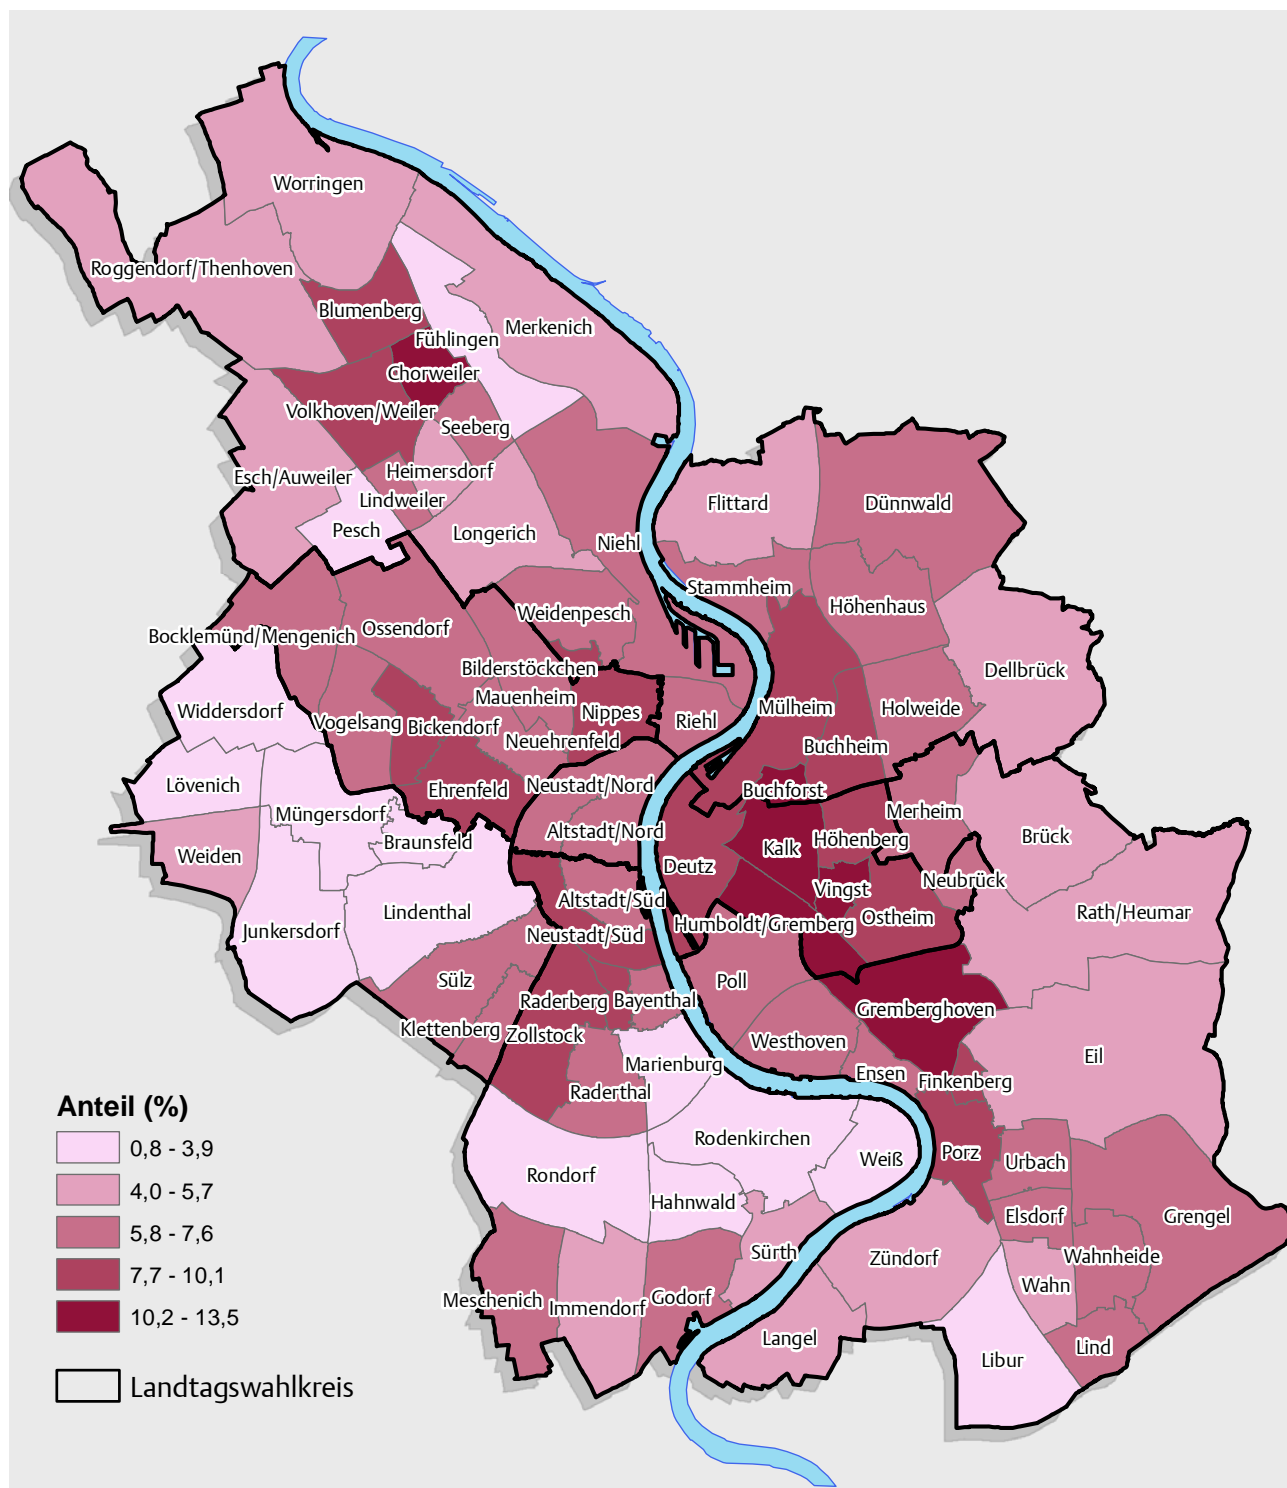 Worringen
Roggendorf/Thenhoven
Blumenberg
Merkenich
Fühlingen
Chorweiler
Volkhoven/Weiler
Seeberg
Heimersdorf
Esch/Auweiler
Lindweiler
Pesch
Longerich
Flittard
Dünnwald
Niehl
Stammheim
Höhenhaus
Weidenpesch
Ossendorf
Bocklemünd/Mengenich
Bilderstöckchen
Dellbrück
Mauenheim
Widdersdorf
Vogelsang
Bickendorf
Nippes
Riehl
Mülheim
Holweide
Neuehrenfeld
Buchheim
Lövenich
Ehrenfeld
Neustadt/Nord
Buchforst
Müngersdorf
Merheim
Braunsfeld
Altstadt/Nord
Höhenberg
Brück
Weiden
Kalk
Deutz
Vingst
Neubrück
Lindenthal
Altstadt/Süd
Ostheim
Rath/Heumar
Junkersdorf
Humboldt/Gremberg
Neustadt/Süd
Sülz
Poll
Raderberg
Bayenthal
Gremberghoven
Klettenberg
Zollstock
Westhoven
Eil
Marienburg
Ensen
Finkenberg
Raderthal
Anteil (%)
0,8 - 3,9
4,0 - 5,7
5,8 - 7,6
7,7 - 10,1
10,2 - 13,5
Landtagswahlkreis
Rodenkirchen
Weiß
Porz
Urbach
Rondorf
Hahnwald
Elsdorf
Grengel
Sürth
Zündorf
Wahnheide
Wahn
Meschenich
Immendorf
Godorf
Langel
Lind
Libur